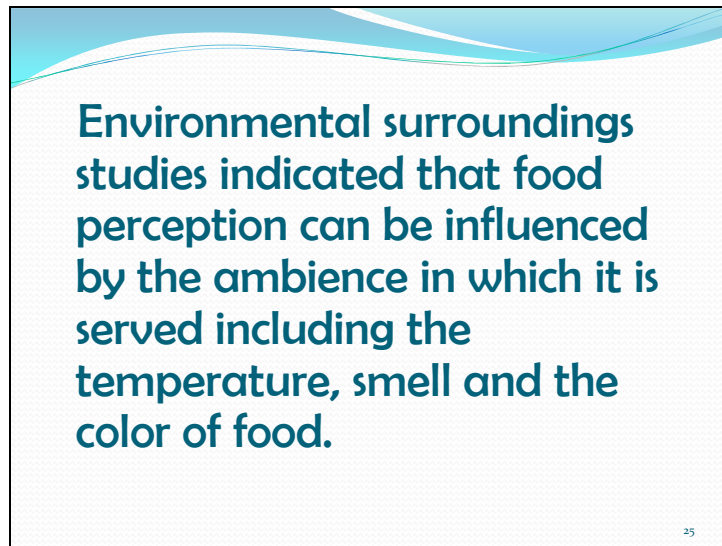 Environmental surroundings
studies indicated that food
perception can be influenced
by the ambience in which it is
served including the
temperature, smell and the
color of food.
25